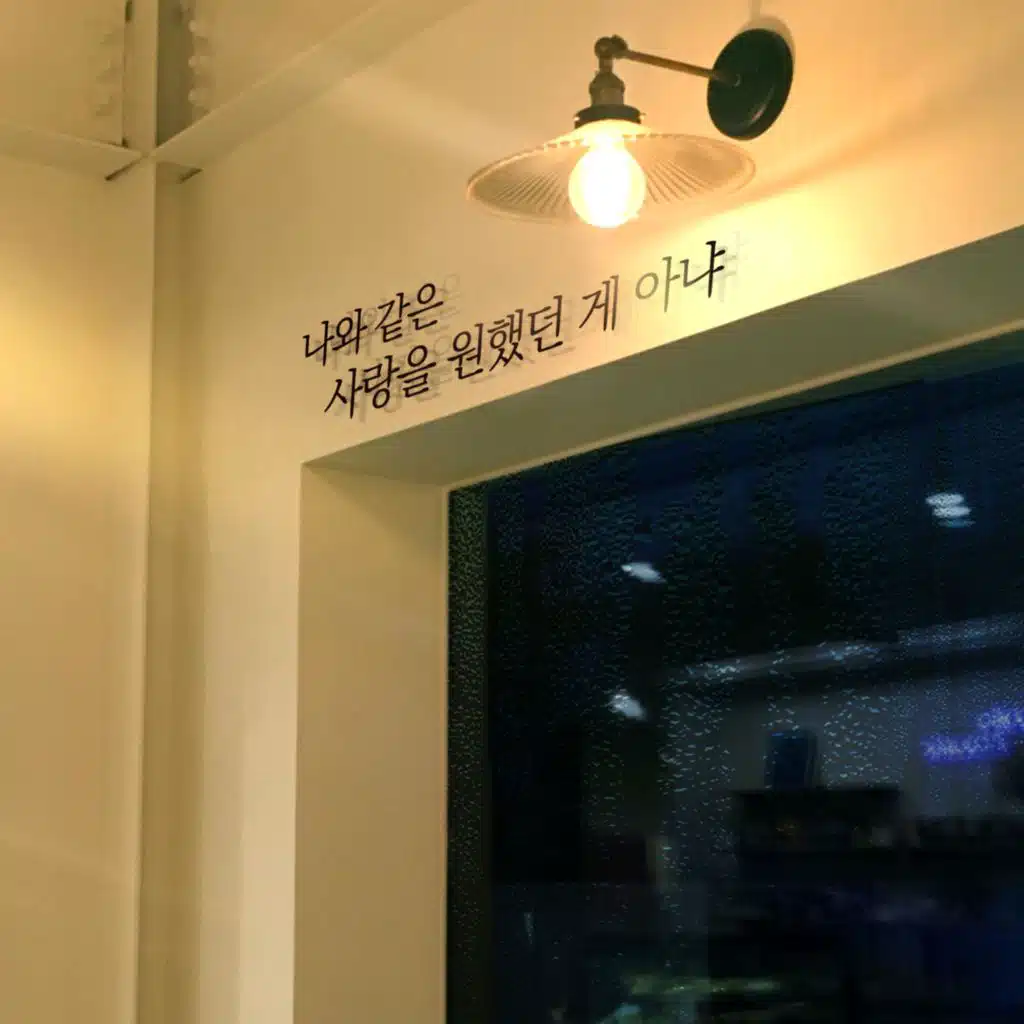 나와 같은
사랑을 원했던 게 아냐